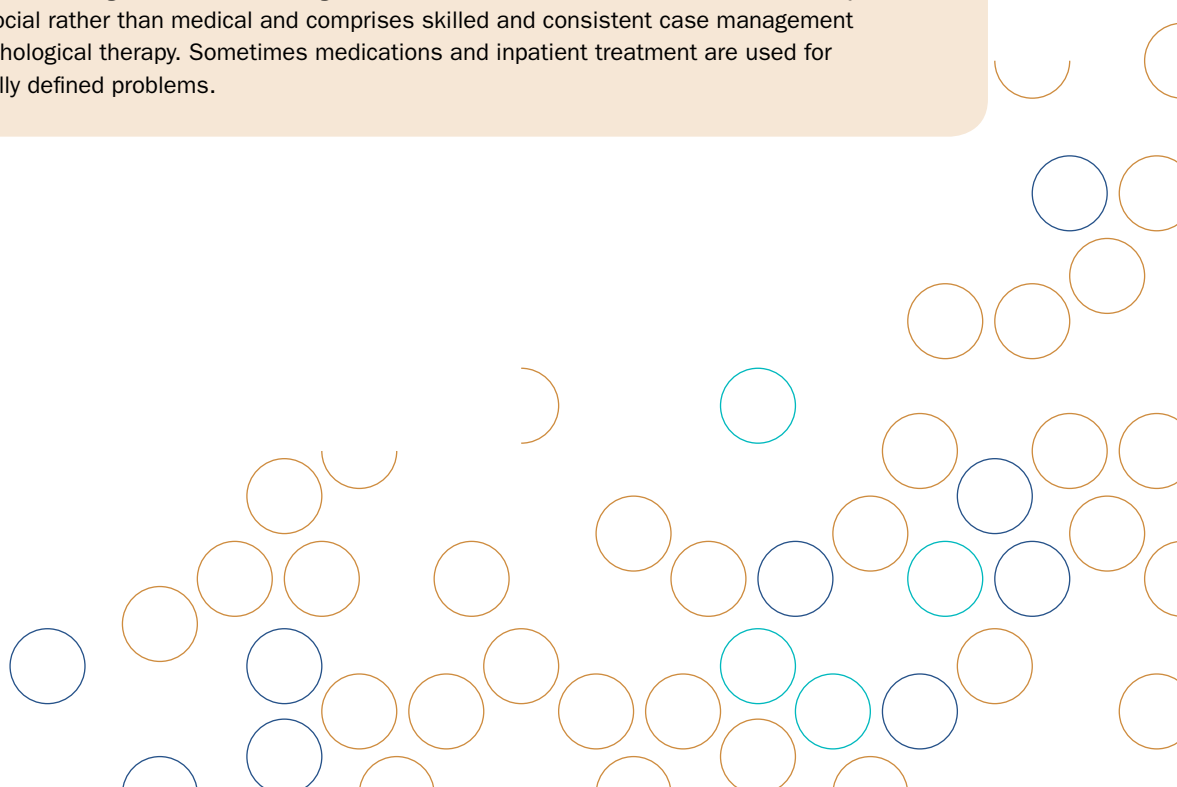 ocial rather than medical and comprises skilled and consistent case management
hological therapy. Sometimes medications and inpatient treatment are used for
lly defined problems.